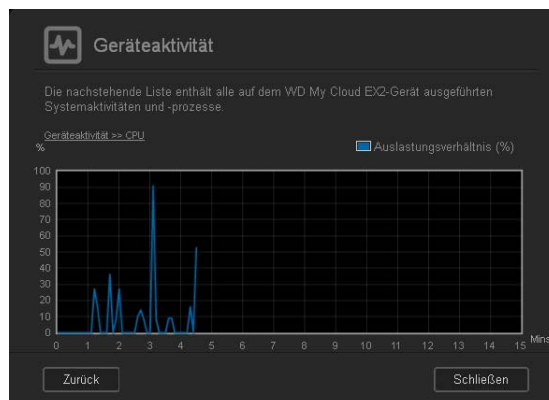 Geräteaktivität
Die nachstehende Liste enthält alle auf dem WD My Cloud EX2-Gerät ausgeführten
Systemaktivitäten und -prozesse.
Geräteaktivität >> CPU
%
Auslastungsverhältnis (%)
100
90
80
70
60
50
40
30
20
10
0
0 1 2 3 4 5 6 7 8 9 10 11 12 13 14 15 Mins
Zurück
Schließen